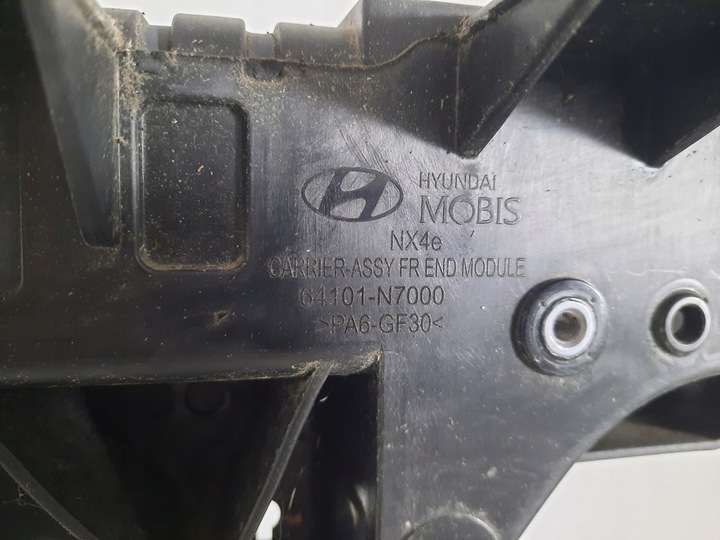 HYUNDAI
MOBIS
NX4e
CARRIER-ASSY FR END MODULE
64101-N7000
>PA6-GF30<